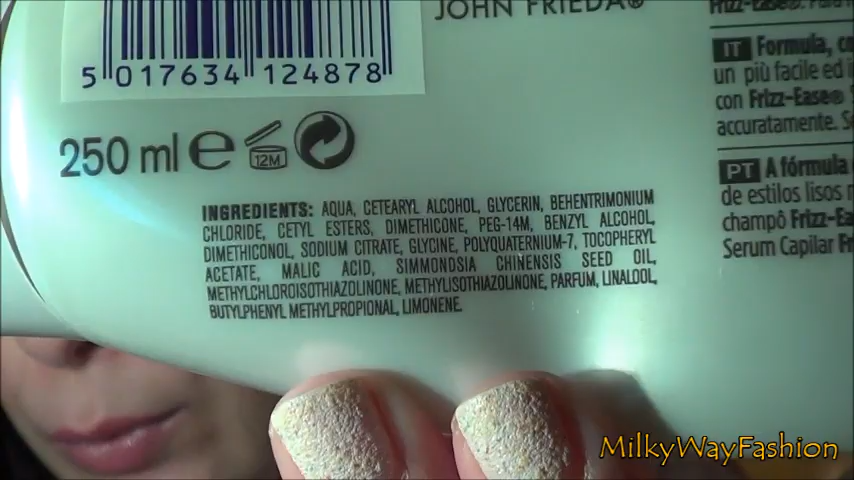 JOHN FRIEDA®
5 017634 124878
250 ml e 12M
INGREDIENTS: AQUA, CETEARYL ALCOHOL, GLYCERIN, BEHENTRIMONIUM
CHLORIDE, CETYL ESTERS, DIMETHICONE, PEG-14M, BENZYL ALCOHOL,
DIMETHICONOL, SODIUM CITRATE, GLYCINE, POLYQUATERNIUM-7, TOCOPHERYL
ACETATE, MALIC ACID, SIMMONDSIA CHINENSIS SEED OIL,
METHYLCHLOROISOTHIAZOLINONE, METHYLISOTHIAZOLINONE, PARFUM, LINALOOL,
BUTYLPHENYL METHYLPROPIONAL, LIMONENE.
IT Formula, co
un più facile ed i
con Frizz-Ease®
accuratamente. S
PT A fórmula,
de estilos lisos
champô Frizz-Ea
Serum Capilar Fr
MilkyWayFashion